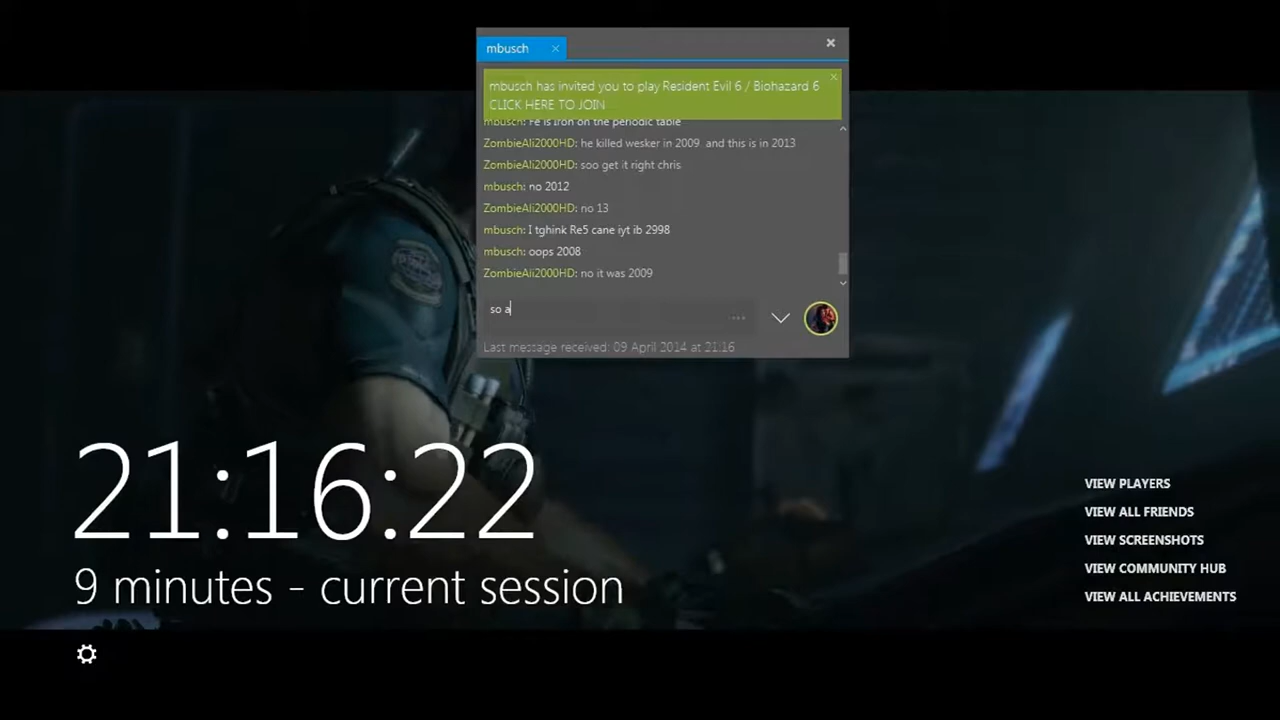 mbusch
mbusch has invited you to play Resident Evil 6 / Biohazard 6
CLICK HERE TO JOIN
mbusch: Fe is Iron on the periodic table
ZombieAli2000HD: he killed wesker in 2009 and this is in 2013
ZombieAli2000HD: soo get it right chris
mbusch: no 2012
ZombieAli2000HD: no 13
mbusch: I tghink Re5 cane iyt ib 2998
mbusch: oops 2008
ZombieAli2000HD: no it was 2009
so a
Last message received: 09 April 2014 at 21:16
21:16:22
9 minutes - current session
VIEW PLAYERS
VIEW ALL FRIENDS
VIEW SCREENSHOTS
VIEW COMMUNITY HUB
VIEW ALL ACHIEVEMENTS